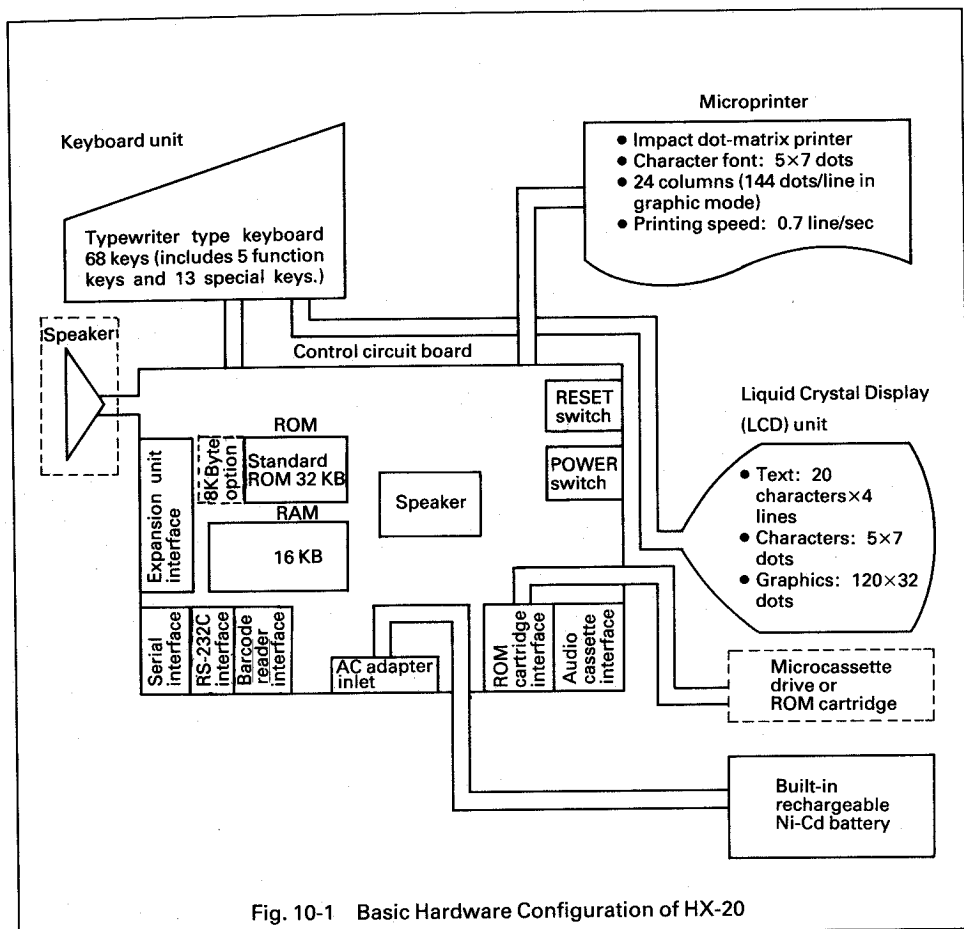 Microprinter
Keyboard unit
● Impact dot-matrix printer
● Character font: 5×7 dots
● 24 columns (144 dots/line in
graphic mode)
● Printing speed: 0.7 line/sec
Typewriter type keyboard
68 keys (includes 5 function
keys and 13 special keys.)
Speaker
Control circuit board
RESET
switch
POWER
switch
ROM
8K Byte
option
Standard
ROM 32 KB
RAM
16 KB
Speaker
Expansion unit
interface
Serial
interface
RS-232C
interface
Barcode
reader
interface
AC adapter
inlet
ROM
cartridge
interface
Audio
cassette
interface
Liquid Crystal Display
(LCD) unit
● Text: 20
characters×4
lines
● Characters: 5×7
dots
● Graphics: 120×32
dots
Microcassette
drive or
ROM cartridge
Built-in
rechargeable
Ni-Cd battery
Fig. 10-1 Basic Hardware Configuration of HX-20